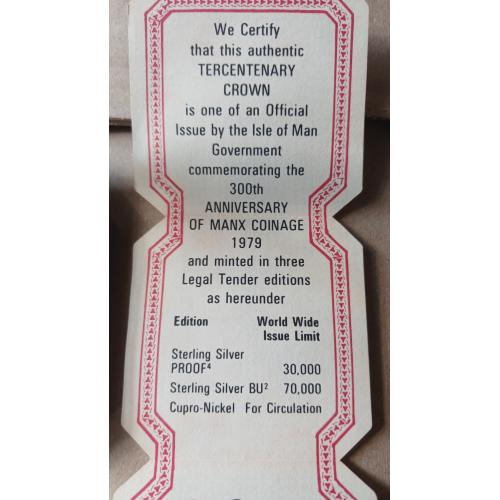 We Certify
that this authentic
TERCENTENARY
CROWN
is one of an Official
Issue by the Isle of Man
Government
commemorating the
300th
ANNIVERSARY
OF MANX COINAGE
1979
and minted in three
Legal Tender editions
as hereunder
Edition World Wide
Issue Limit
Sterling Silver
PROOF⁴ 30,000
Sterling Silver BU² 70,000
Cupro-Nickel For Circulation